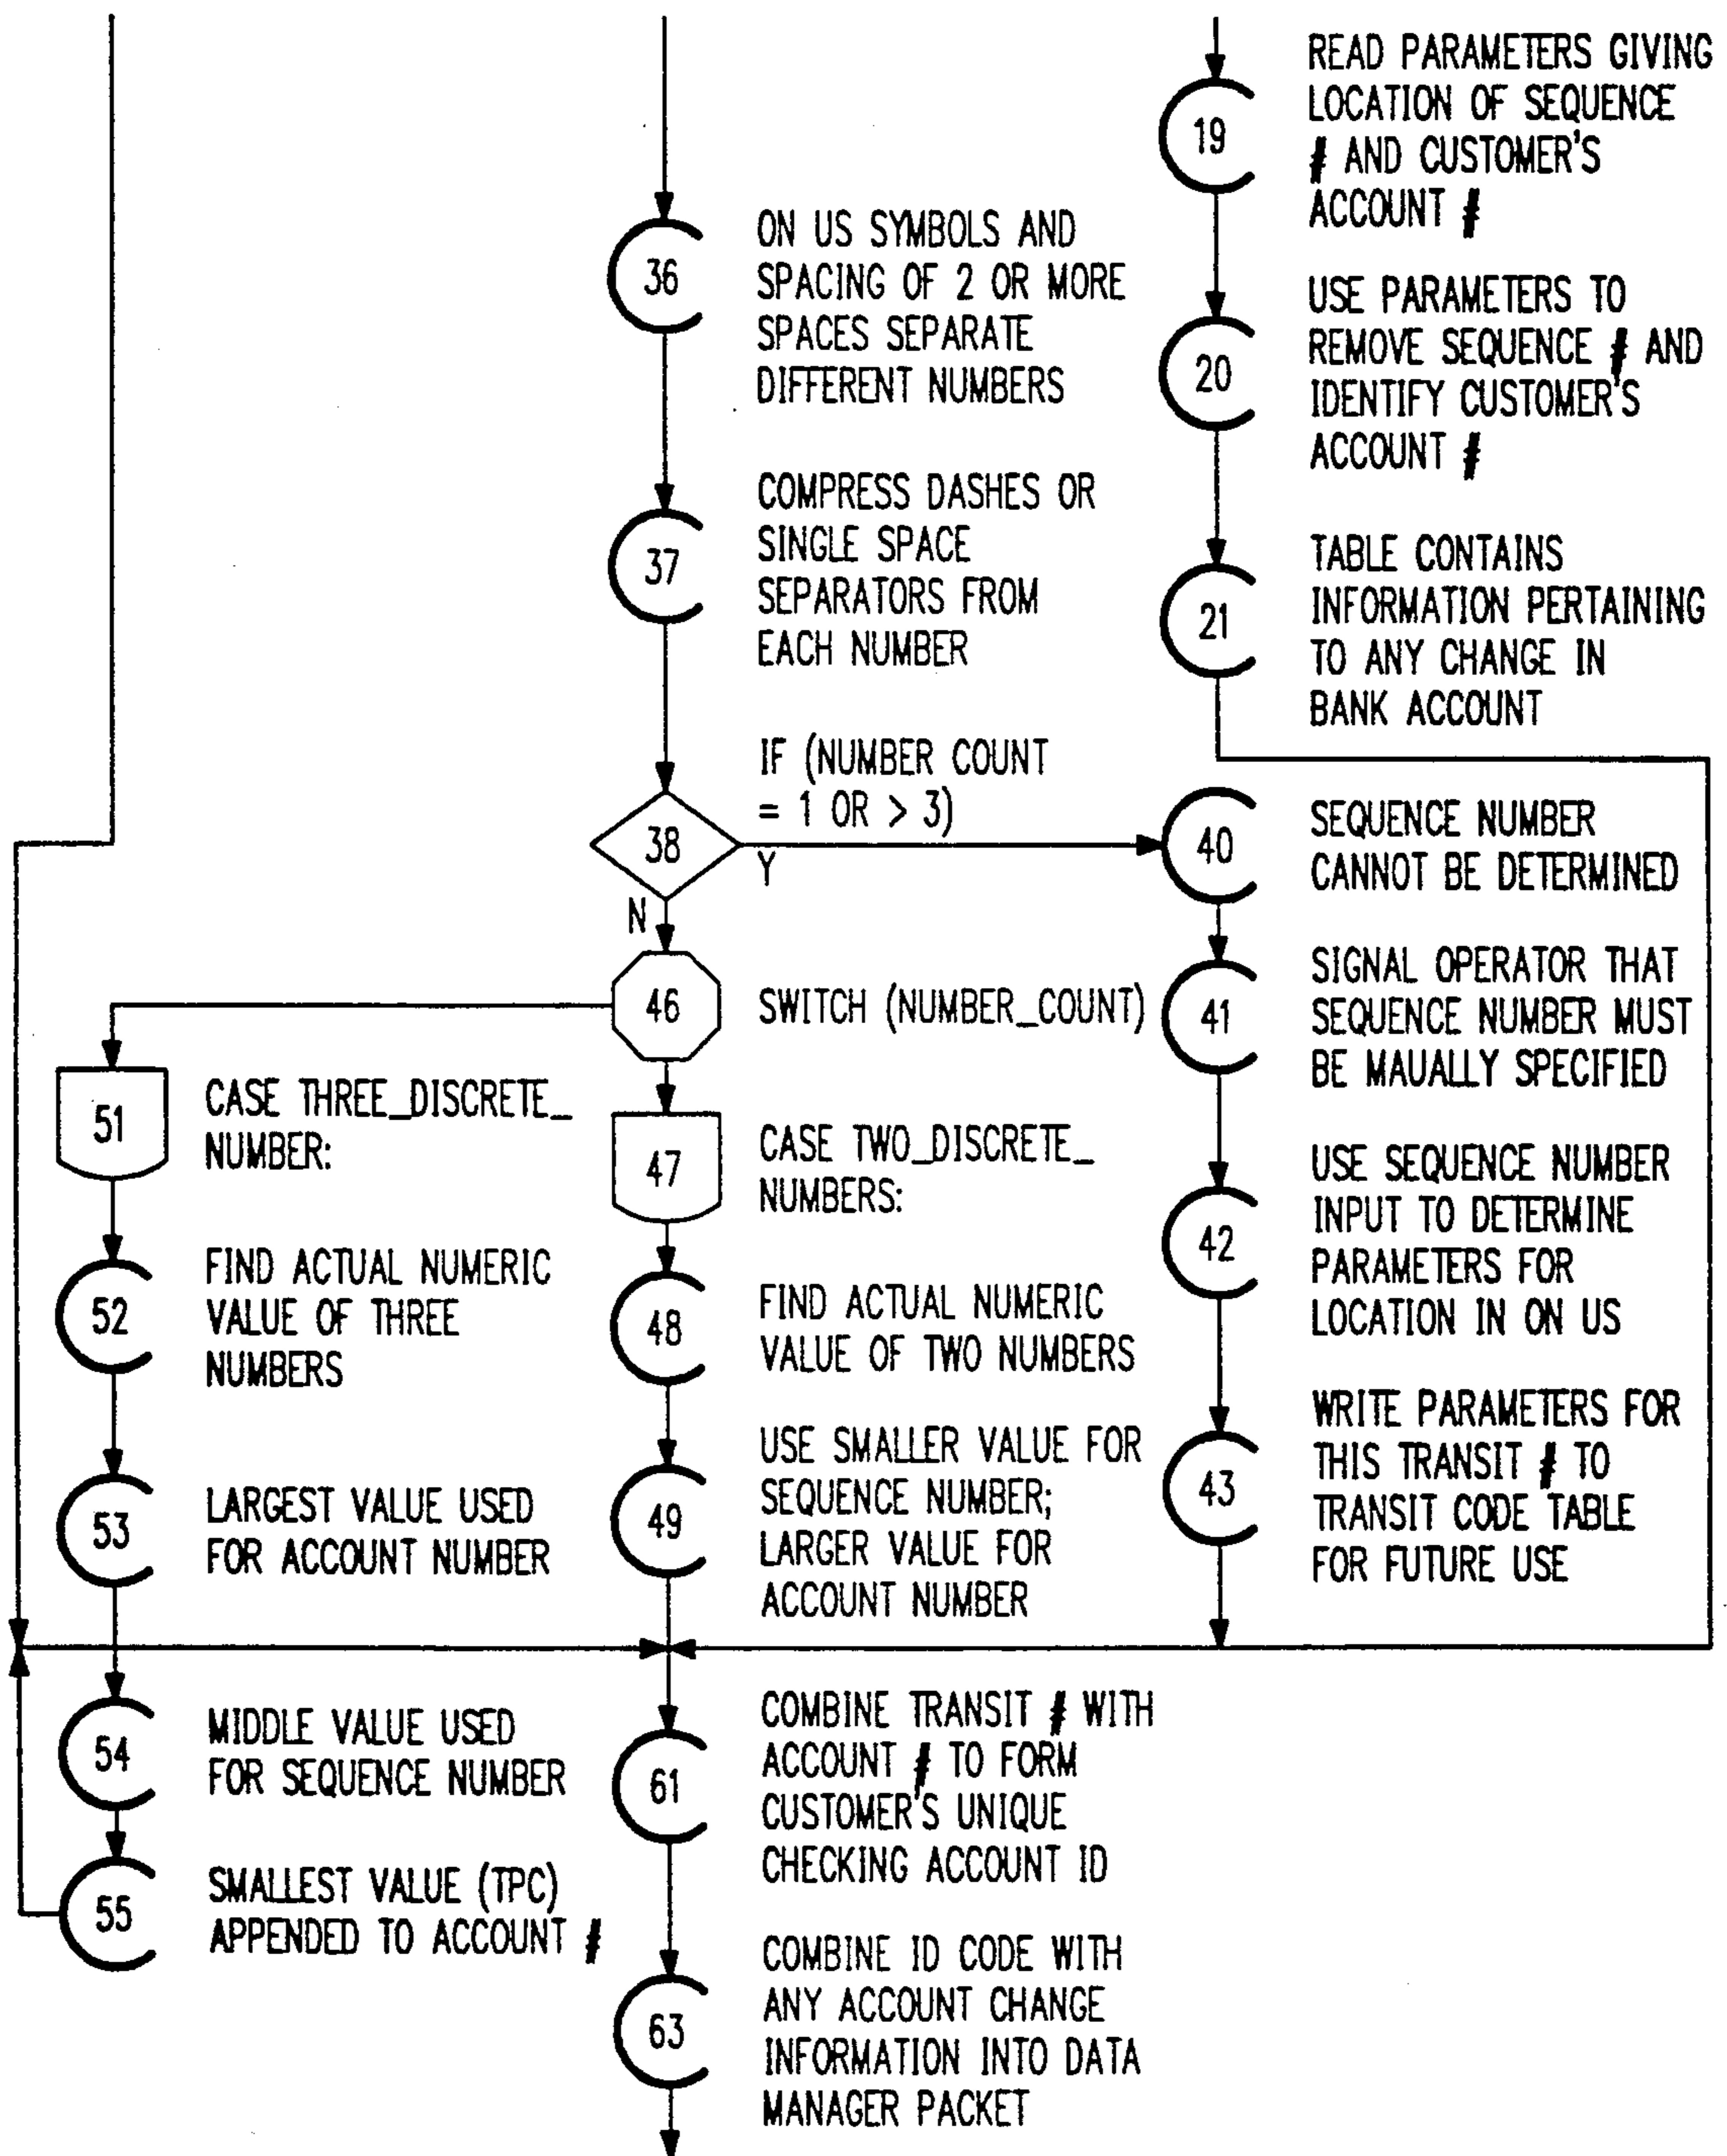 19
READ PARAMETERS GIVING
LOCATION OF SEQUENCE
# AND CUSTOMER'S
ACCOUNT #
36
ON US SYMBOLS AND
SPACING OF 2 OR MORE
SPACES SEPARATE
DIFFERENT NUMBERS
20
USE PARAMETERS TO
REMOVE SEQUENCE # AND
IDENTIFY CUSTOMER'S
ACCOUNT #
37
COMPRESS DASHES OR
SINGLE SPACE
SEPARATORS FROM
EACH NUMBER
21
TABLE CONTAINS
INFORMATION PERTAINING
TO ANY CHANGE IN
BANK ACCOUNT
38
IF (NUMBER COUNT
= 1 OR > 3)
Y
N
40
SEQUENCE NUMBER
CANNOT BE DETERMINED
46
SWITCH (NUMBER_COUNT)
41
SIGNAL OPERATOR THAT
SEQUENCE NUMBER MUST
BE MAUALLY SPECIFIED
51
CASE THREE_DISCRETE_
NUMBER:
47
CASE TWO_DISCRETE_
NUMBERS:
42
USE SEQUENCE NUMBER
INPUT TO DETERMINE
PARAMETERS FOR
LOCATION IN ON US
52
FIND ACTUAL NUMERIC
VALUE OF THREE
NUMBERS
48
FIND ACTUAL NUMERIC
VALUE OF TWO NUMBERS
43
WRITE PARAMETERS FOR
THIS TRANSIT # TO
TRANSIT CODE TABLE
FOR FUTURE USE
53
LARGEST VALUE USED
FOR ACCOUNT NUMBER
49
USE SMALLER VALUE FOR
SEQUENCE NUMBER;
LARGER VALUE FOR
ACCOUNT NUMBER
54
MIDDLE VALUE USED
FOR SEQUENCE NUMBER
61
COMBINE TRANSIT # WITH
ACCOUNT # TO FORM
CUSTOMER'S UNIQUE
CHECKING ACCOUNT ID
55
SMALLEST VALUE (TPC)
APPENDED TO ACCOUNT #
63
COMBINE ID CODE WITH
ANY ACCOUNT CHANGE
INFORMATION INTO DATA
MANAGER PACKET